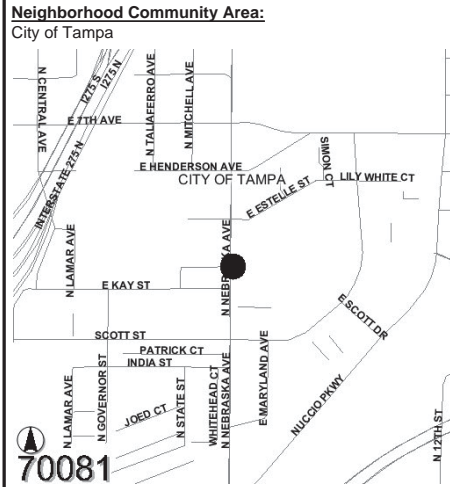 Neighborhood Community Area:
City of Tampa
N CENTRAL AVE
I275 S
I275 N
N TALIAFERRO AVE
N MITCHELL AVE
E 7TH AVE
E HENDERSON AVE
SIMON CT
CITY OF TAMPA
LILY WHITE CT
INTERSTATE 275 N
E ESTELLE ST
N LAMAR AVE
N NEBRASKA AVE
E KAY ST
E SCOTT DR
SCOTT ST
PATRICK CT
INDIA ST
N LAMAR AVE
N GOVERNOR ST
JOED CT
N STATE ST
WHITEHEAD CT
N NEBRASKA AVE
E MARYLAND AVE
NUCCIO PKWY
N 12TH ST
70081